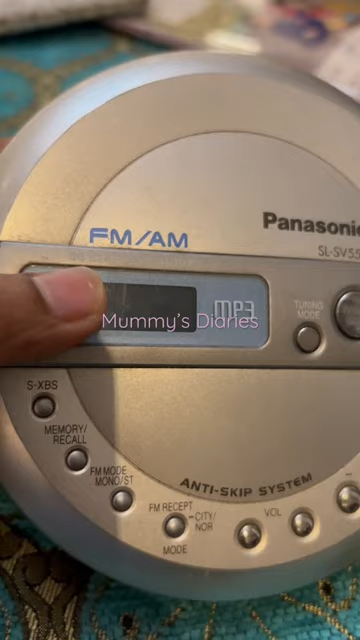 FM/AM
Panasonic
SL-SV55
MP3
TUNING
MODE
Mummy's Diaries
S-XBS
MEMORY/
RECALL
FM MODE
MONO/ST
ANTI-SKIP SYSTEM
FM RECEPT
-CITY/
NOR
MODE
VOL